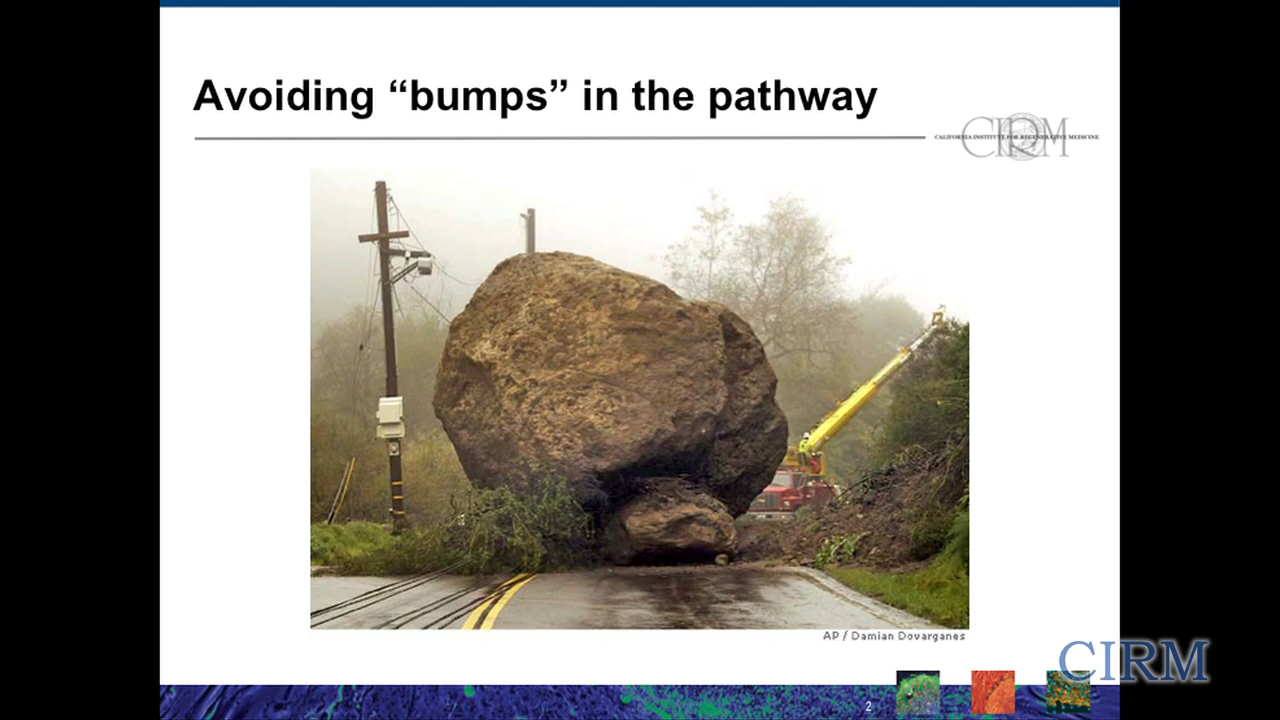 Avoiding “bumps” in the pathway
CIRM
CALIFORNIA INSTITUTE FOR REGENERATIVE MEDICINE
AP / Damian Dovarganes
CIRM
2